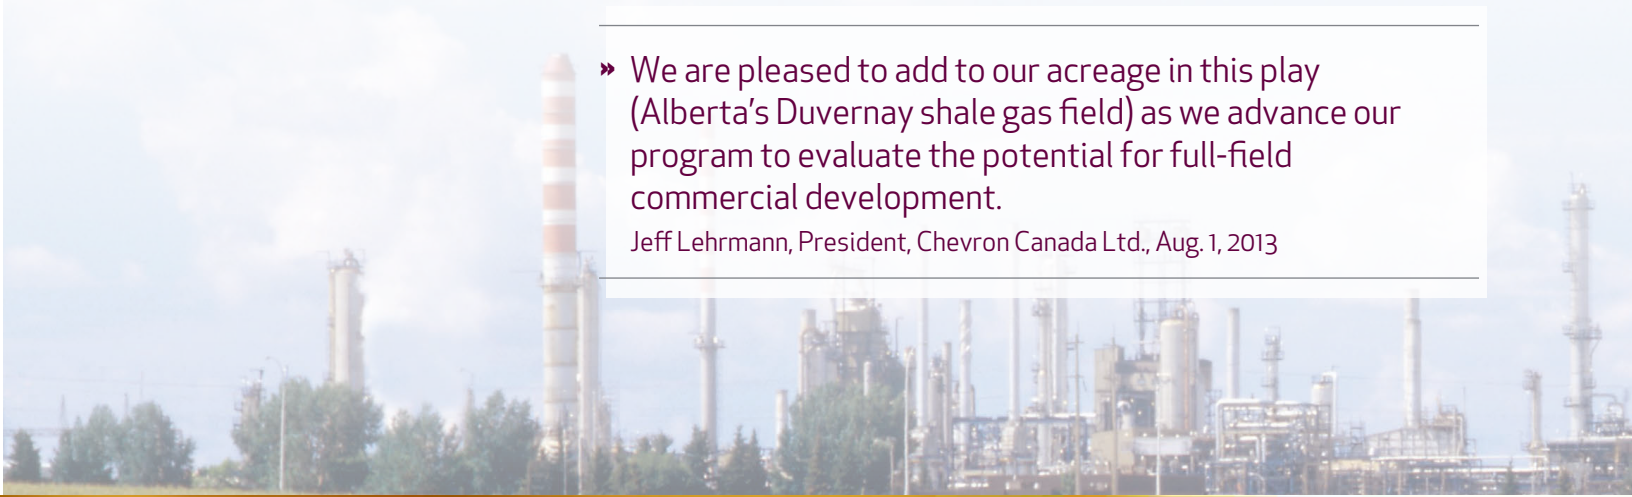 » We are pleased to add to our acreage in this play
(Alberta’s Duvernay shale gas field) as we advance our
program to evaluate the potential for full-field
commercial development.
Jeff Lehrmann, President, Chevron Canada Ltd., Aug. 1, 2013